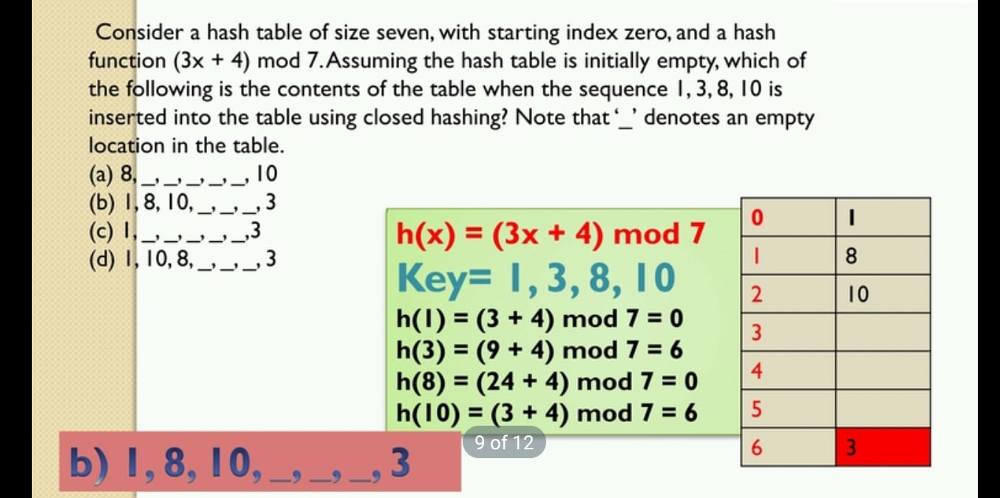 Consider a hash table of size seven, with starting index zero, and a hash
function (3x + 4) mod 7.Assuming the hash table is initially empty, which of
the following is the contents of the table when the sequence 1, 3, 8, 10 is
inserted into the table using closed hashing? Note that ‘_’ denotes an empty
location in the table.
(a) 8, _, _, _, _, _, 10
(b) 1, 8, 10, _, _, _, 3
(c) 1, _, _, _, _, _,3
(d) 1, 10, 8, _, _, _, 3
h(x) = (3x + 4) mod 7
Key= 1, 3, 8, 10
h(1) = (3 + 4) mod 7 = 0
h(3) = (9 + 4) mod 7 = 6
h(8) = (24 + 4) mod 7 = 0
h(10) = (3 + 4) mod 7 = 6
0 1
1 8
2 10
3
4
5
6 3
b) 1, 8, 10, _, _, _, 3
9 of 12